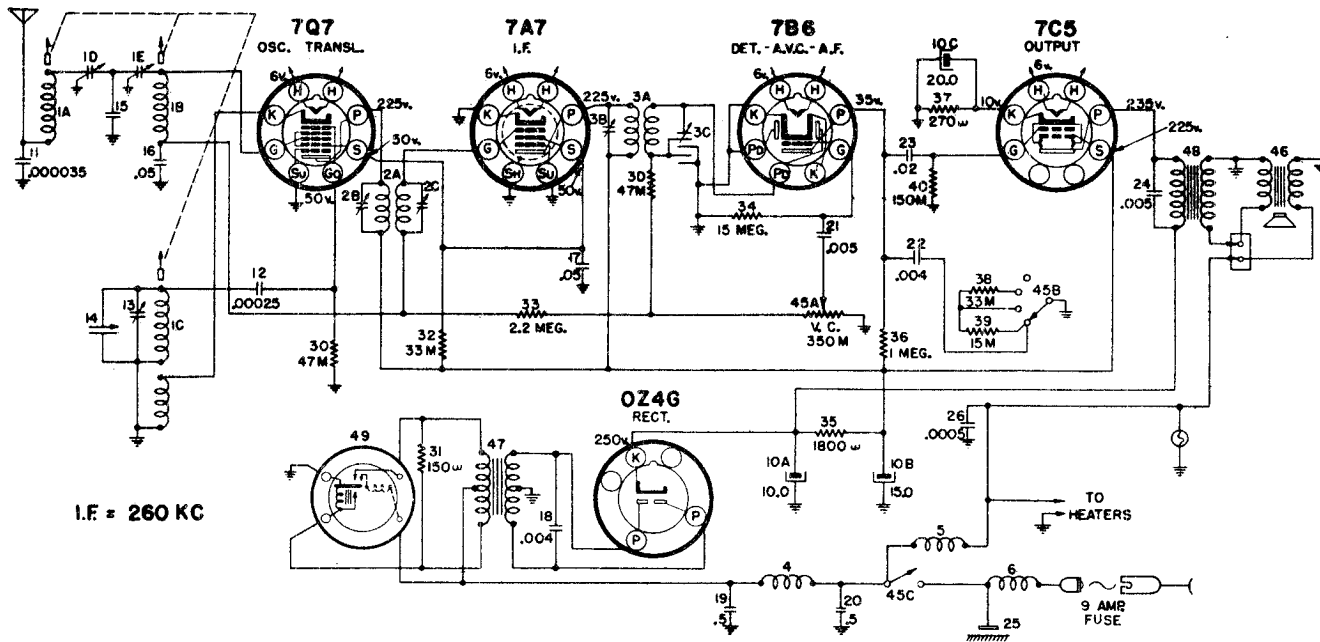 7Q7
OSC. TRANSL.
7A7
I.F.
7B6
DET.-A.V.C.-A.F.
7C5
OUTPUT
1D
1E
1A
15
1B
11
.000035
16
.05
6v.
H
H
K
P
G
S
Su
Go
225v.
30v.
50v.
2B
2A
2C
6v.
H
H
K
P
G
S
SH
Su
225v.
50v.
3B
3A
3C
3D
47M
17
.05
6v.
H
H
K
P
PD
G
PD
K
35v.
34
15 MEG.
21
.005
23
.02
40
150M
22
.004
10C
20.0
37
270 ω
10v.
6v.
H
H
K
P
G
S
235v.
225v.
24
.005
48
46
38
33M
39
15M
45B
14
13
1C
12
.00025
30
47M
32
33M
33
2.2 MEG.
45A
V.C.
350M
36
1 MEG.
OZ4G
RECT.
250v.
K
P
P
35
1800 ω
10A
10.0
10B
15.0
26
.0005
49
31
150 ω
47
18
.004
I.F. = 260 KC
TO
HEATERS
19
.5
4
20
.5
45C
5
6
25
9 AMP.
FUSE